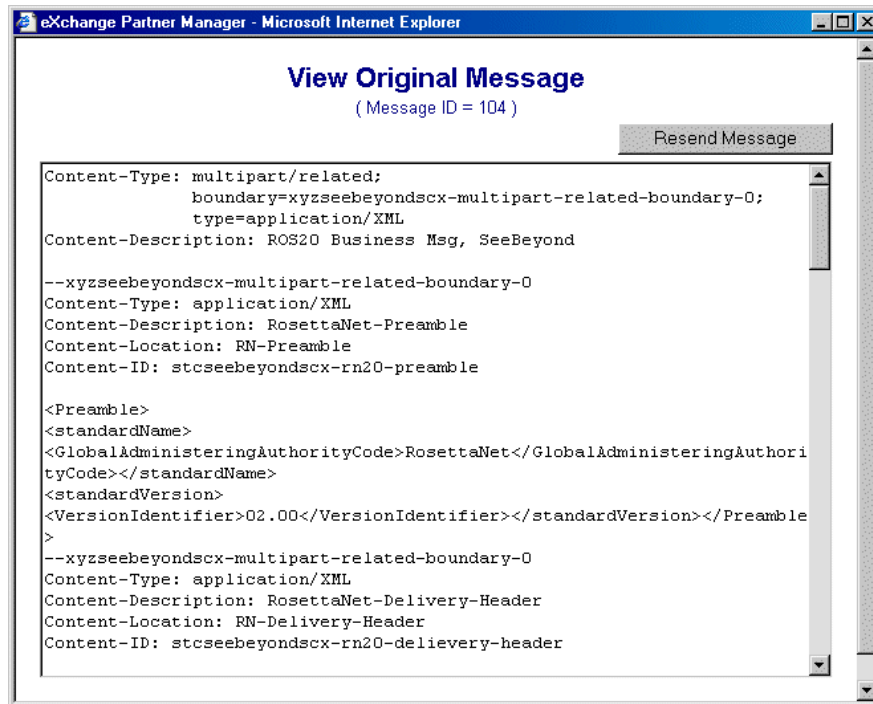 eXchange Partner Manager - Microsoft Internet Explorer
View Original Message
( Message ID = 104 )
Resend Message
Content-Type: multipart/related;
boundary=xyzseebeyondscx-multipart-related-boundary-0;
type=application/XML
Content-Description: ROS20 Business Msg, SeeBeyond
--xyzseebeyondscx-multipart-related-boundary-0
Content-Type: application/XML
Content-Description: RosettaNet-Preamble
Content-Location: RN-Preamble
Content-ID: stcseebeyondscx-rn20-preamble
<Preamble>
<standardName>
<GlobalAdministeringAuthorityCode>RosettaNet</GlobalAdministeringAuthori
tyCode></standardName>
<standardVersion>
<VersionIdentifier>02.00</VersionIdentifier></standardVersion></Preamble
>
--xyzseebeyondscx-multipart-related-boundary-0
Content-Type: application/XML
Content-Description: RosettaNet-Delivery-Header
Content-Location: RN-Delivery-Header
Content-ID: stcseebeyondscx-rn20-delievery-header